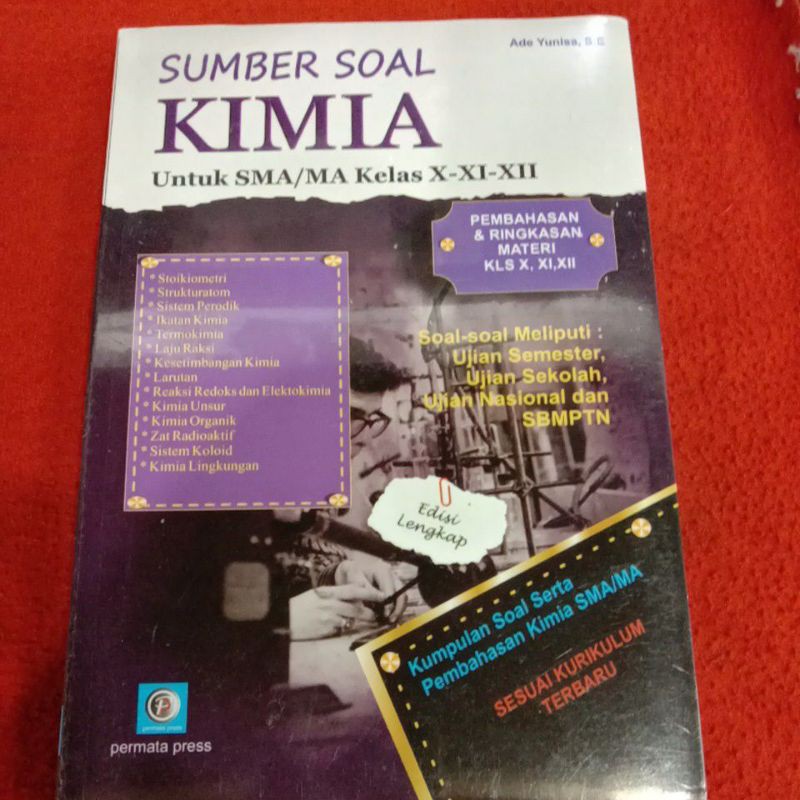 Ade Yunisa, S E
SUMBER SOAL
KIMIA
Untuk SMA/MA Kelas X-XI-XII
PEMBAHASAN
& RINGKASAN
MATERI
KLS X, XI,XII
* Stoikiometri
* Strukturatom
* Sistem Perodik
* Ikatan Kimia
* Termokimia
* Laju Raksi
* Kesetimbangan Kimia
* Larutan
* Reaksi Redoks dan Elektokimia
* Kimia Unsur
* Kimia Organik
* Zat Radioaktif
* Sistem Koloid
* Kimia Lingkungan
Soal-soal Meliputi :
Ujian Semester,
Ujian Sekolah,
Ujian Nasional dan
SBMPTN
Edisi
Lengkap
Kumpulan Soal Serta
Pembahasan Kimia SMA/MA
SESUAI KURIKULUM
TERBARU
P
permata press
permata press